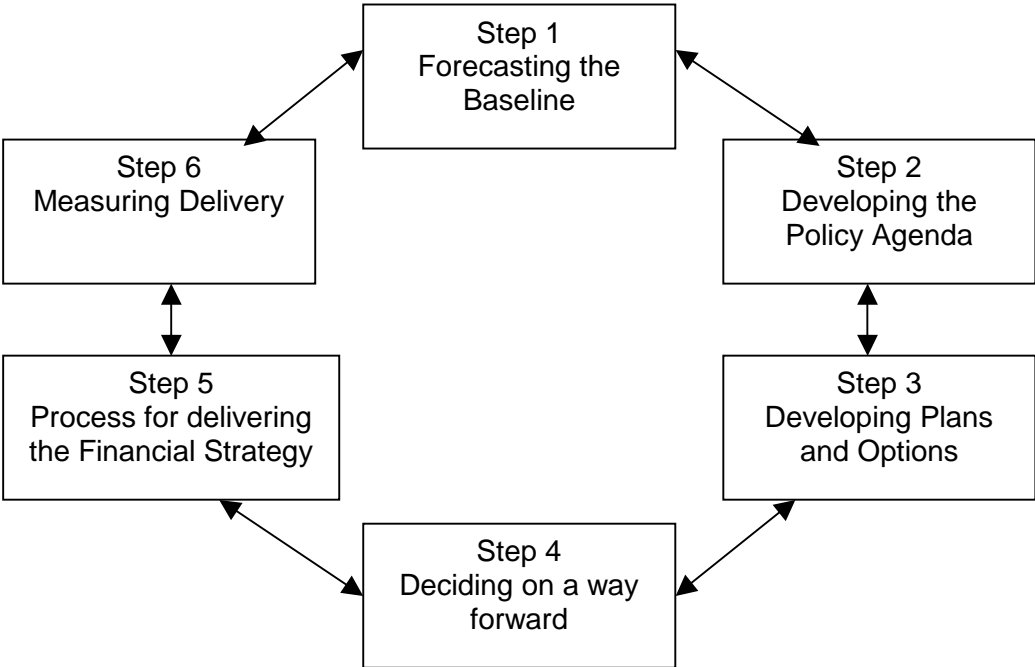 Step 1
Forecasting the
Baseline
Step 2
Developing the
Policy Agenda
Step 3
Developing Plans
and Options
Step 4
Deciding on a way
forward
Step 5
Process for delivering
the Financial Strategy
Step 6
Measuring Delivery